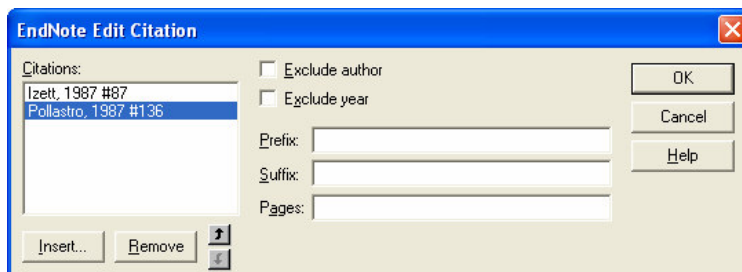 EndNote Edit Citation
Citations:
Izett, 1987 #87
Pollastro, 1987 #136
Insert...
Remove
Exclude author
Exclude year
Prefix:
Suffix:
Pages:
OK
Cancel
Help